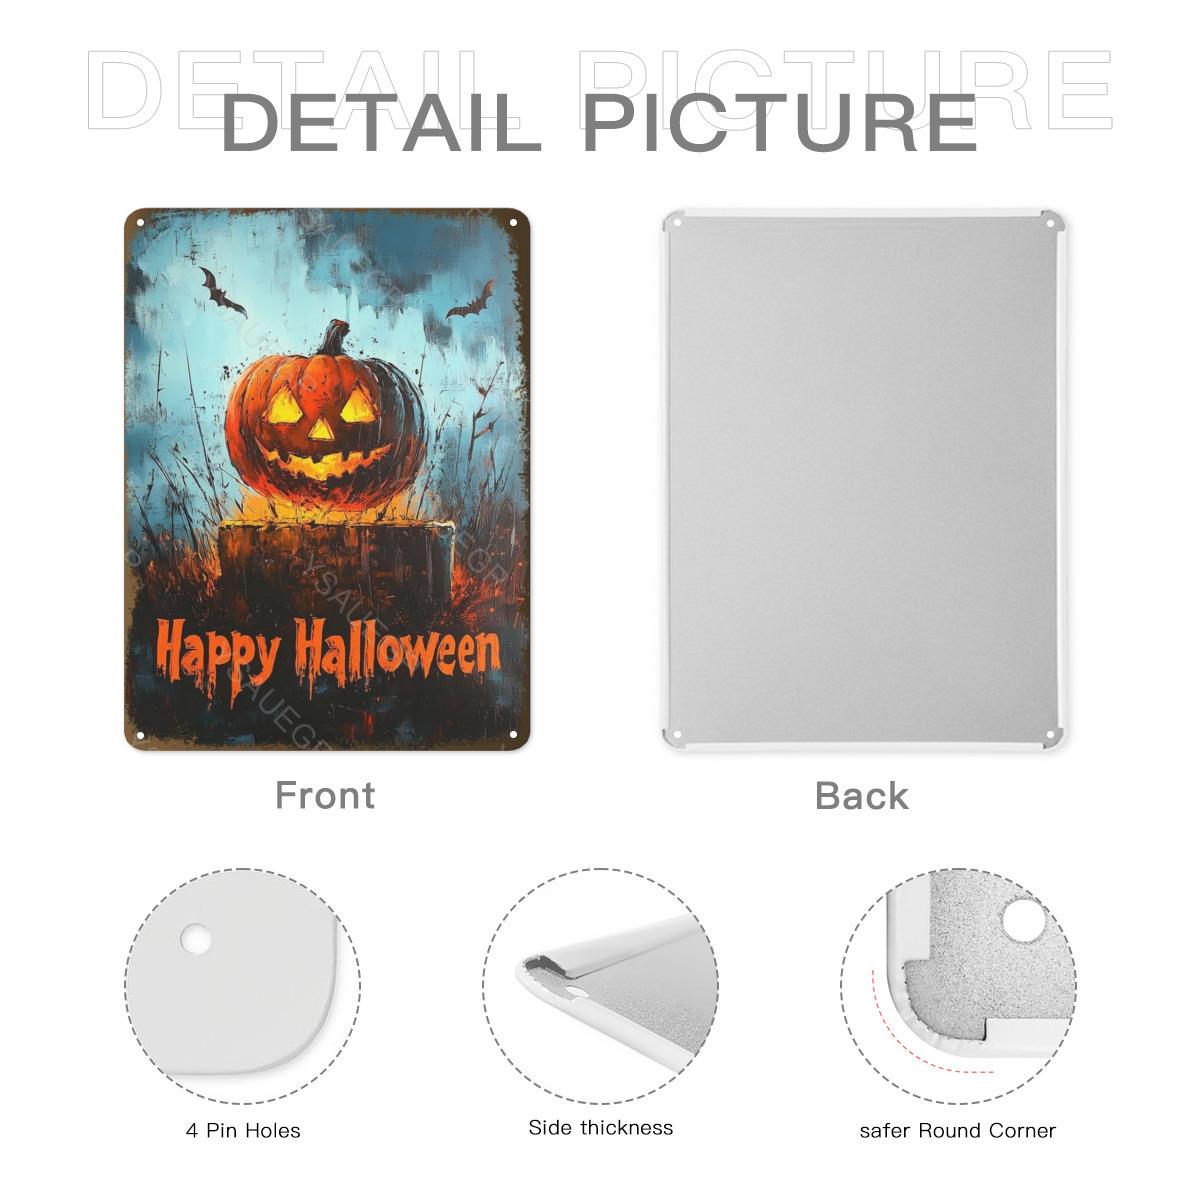 DETAIL PICTURE
DETAIL PICTURE
Happy Halloween
Front
Back
4 Pin Holes
Side thickness
safer Round Corner